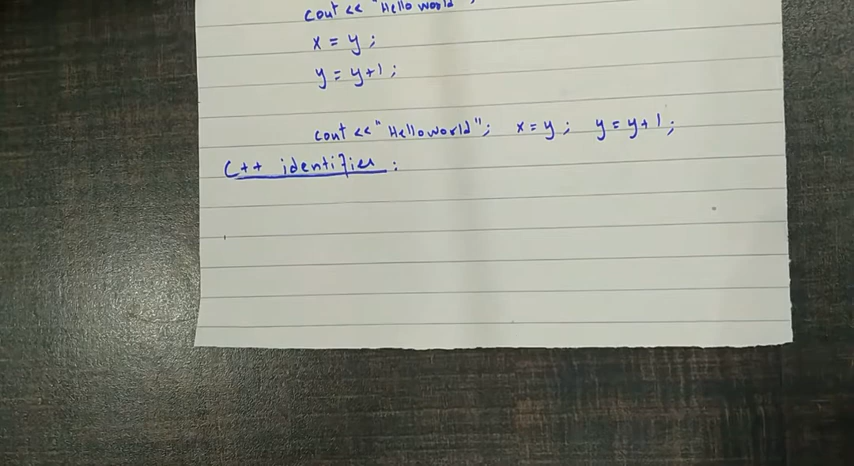 cout << "Hello world"
x = y ;
y = y+1 ;
cout << "Helloworld"; x = y ; y = y+1 ;
C++ identifier :